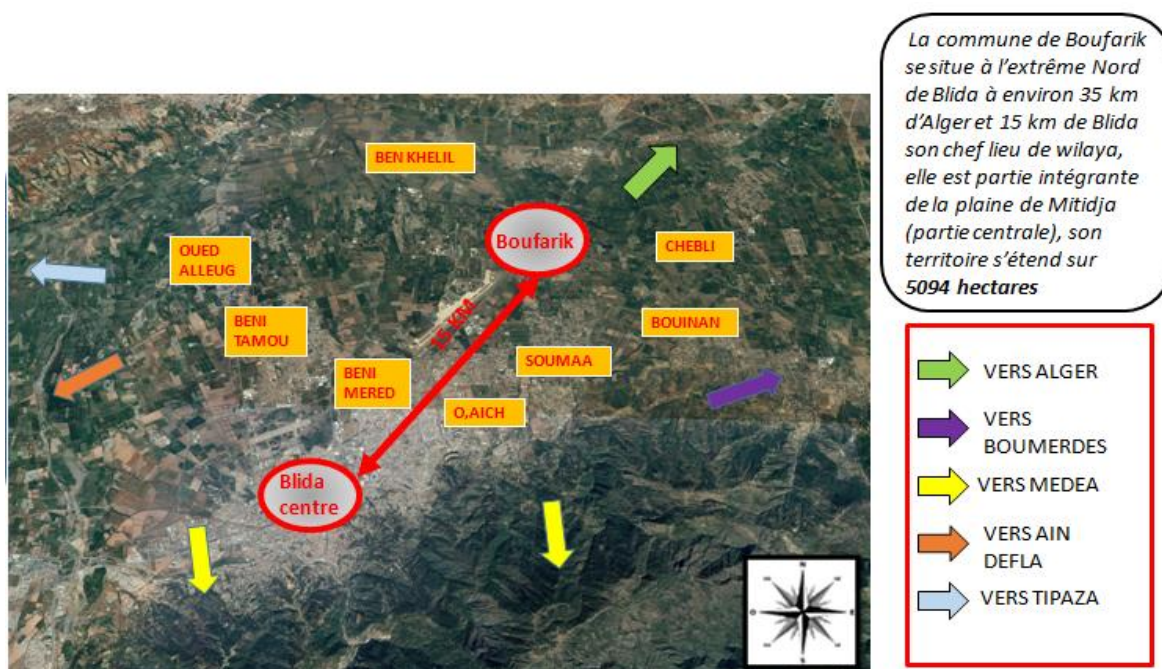 La commune de Boufarik
se situe à l'extrême Nord
de Blida à environ 35 km
d'Alger et 15 km de Blida
son chef lieu de wilaya,
elle est partie intégrante
de la plaine de Mitidja
(partie centrale), son
territoire s'étend sur
5094 hectares
BEN KHELIL
Boufarik
CHEBLI
OUED
ALLEUG
BENI
TAMOU
15 KM
BOUINAN
SOUMAA
BENI
MERED
O,AICH
Blida
centre
N
E
S
O
VERS ALGER
VERS
BOUMERDES
VERS MEDEA
VERS AIN
DEFLA
VERS TIPAZA